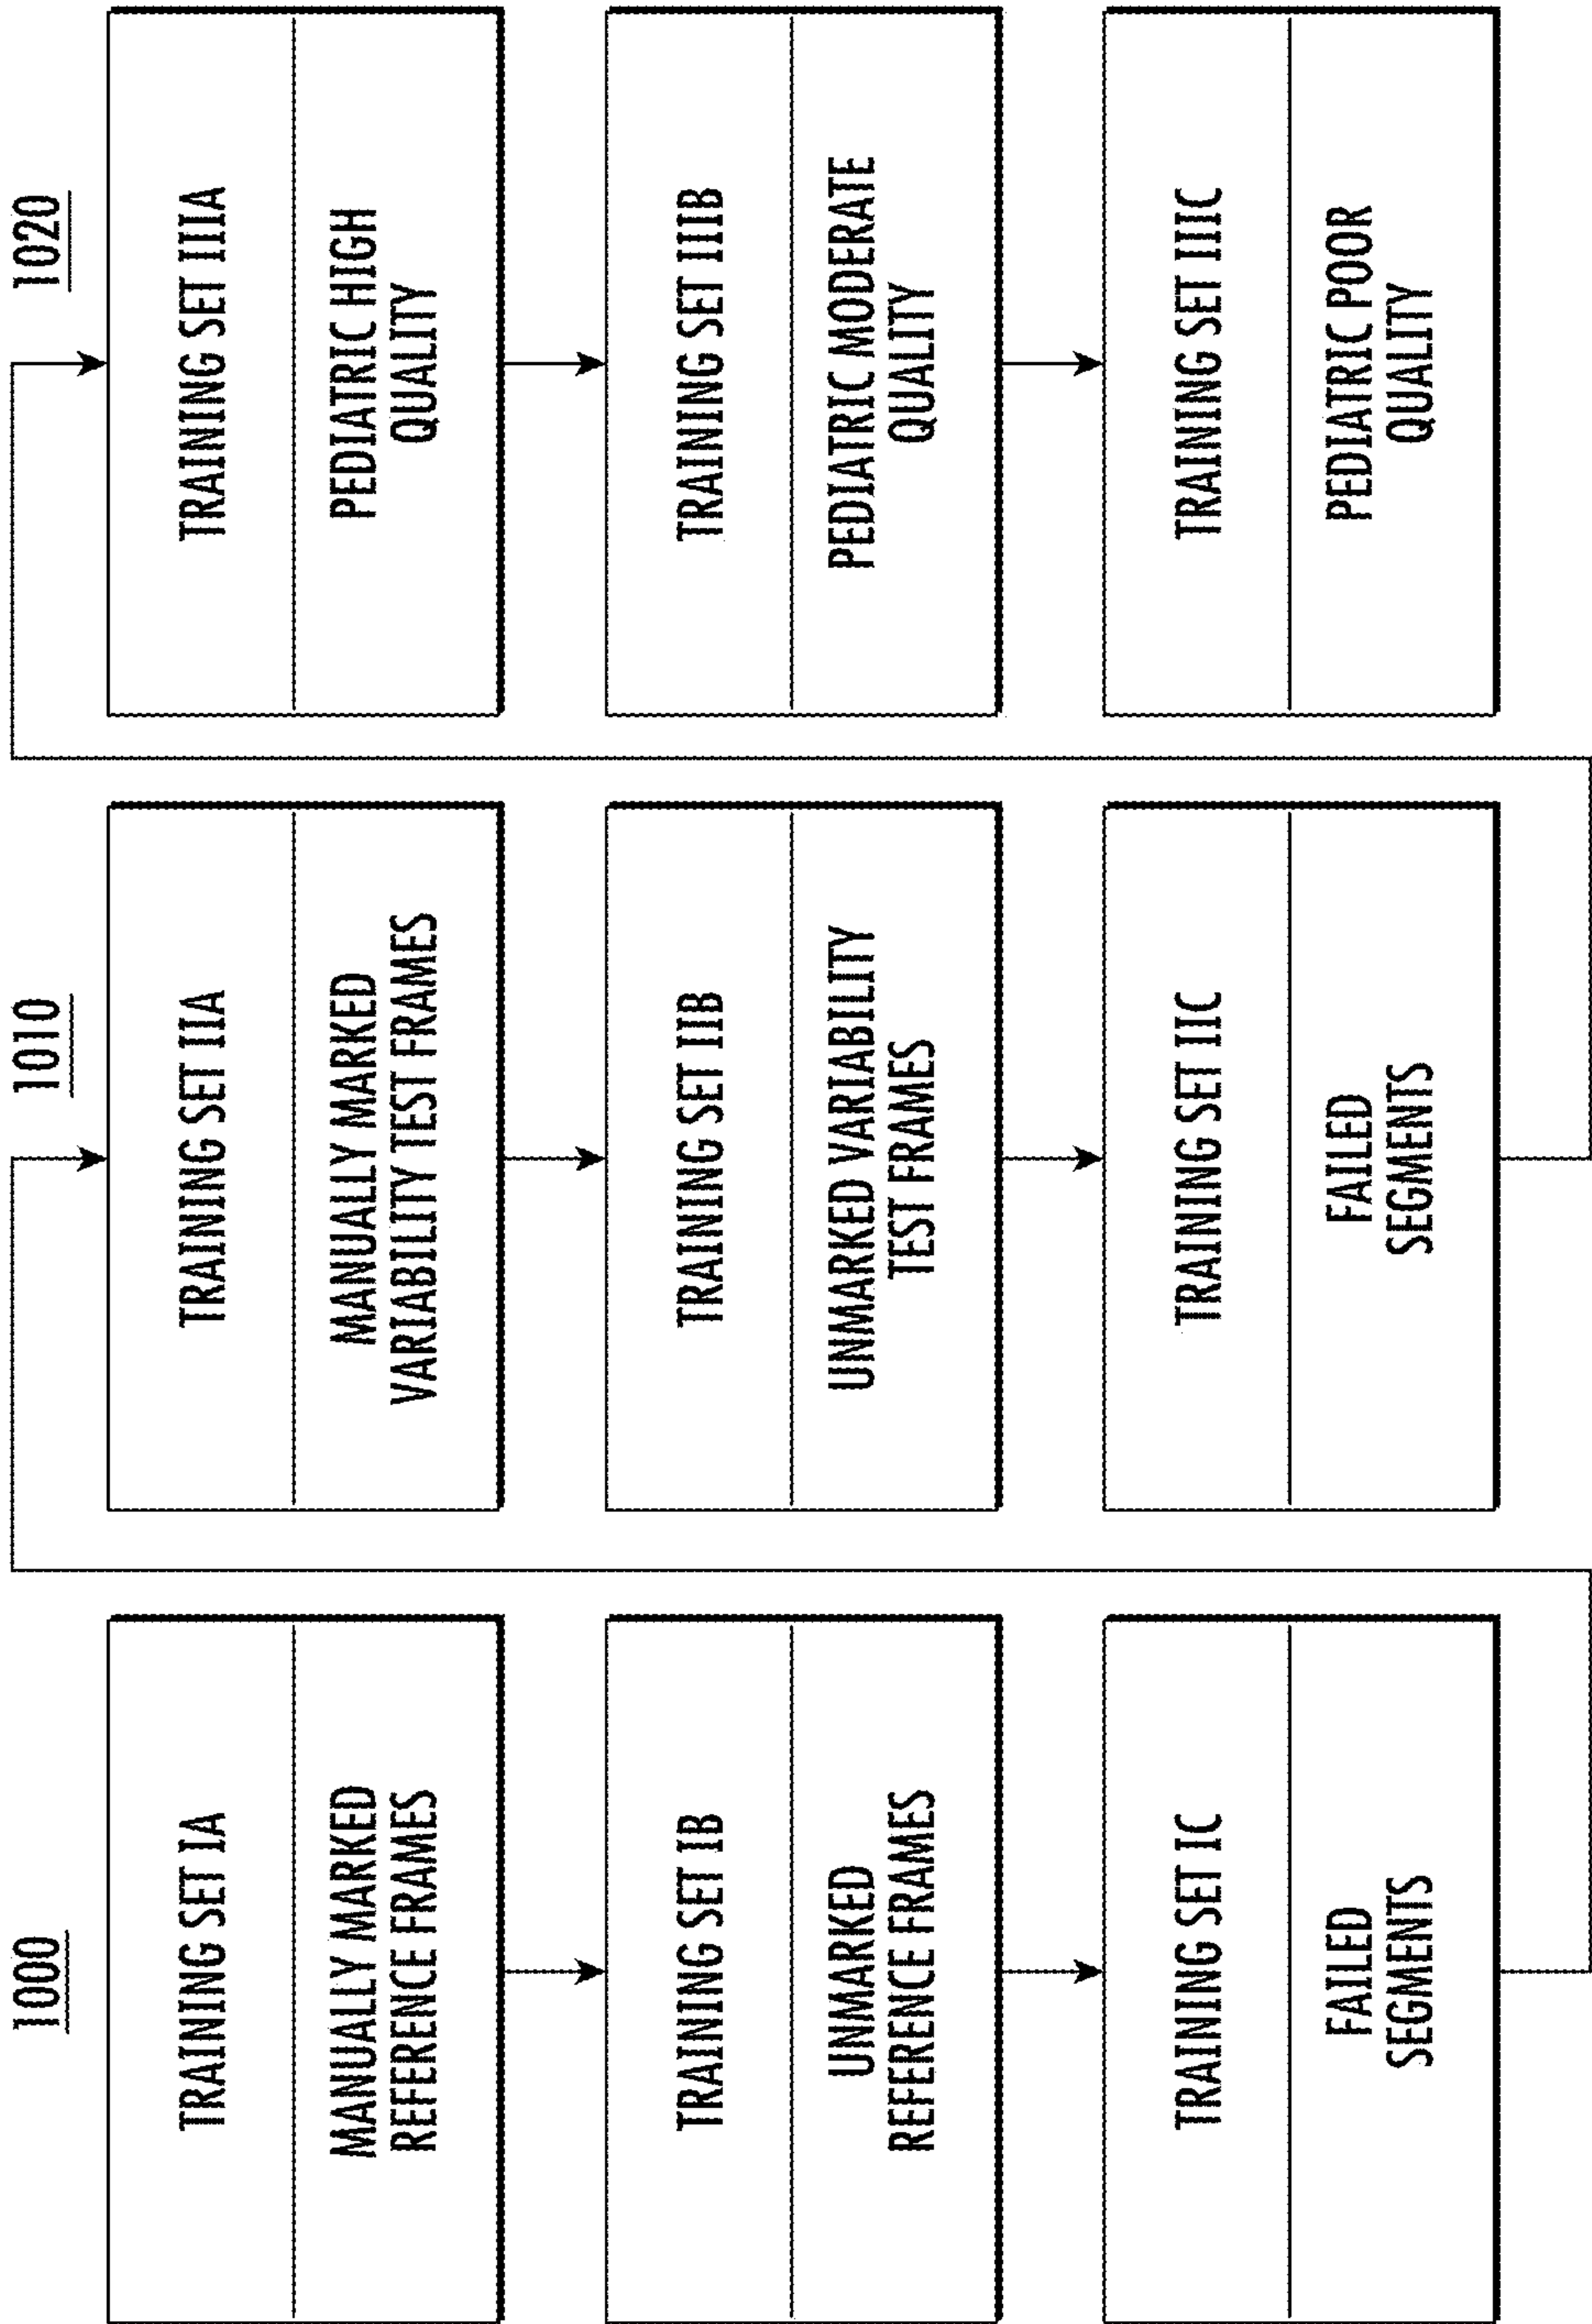 1000
TRAINING SET IA
MANUALLY MARKED
REFERENCE FRAMES
TRAINING SET IB
UNMARKED
REFERENCE FRAMES
TRAINING SET IC
FAILED
SEGMENTS
1010
TRAINING SET IIA
MANUALLY MARKED
VARIABILITY TEST FRAMES
TRAINING SET IIB
UNMARKED VARIABILITY
TEST FRAMES
TRAINING SET IIC
FAILED
SEGMENTS
1020
TRAINING SET IIIA
PEDIATRIC HIGH
QUALITY
TRAINING SET IIIB
PEDIATRIC MODERATE
QUALITY
TRAINING SET IIIC
PEDIATRIC POOR
QUALITY